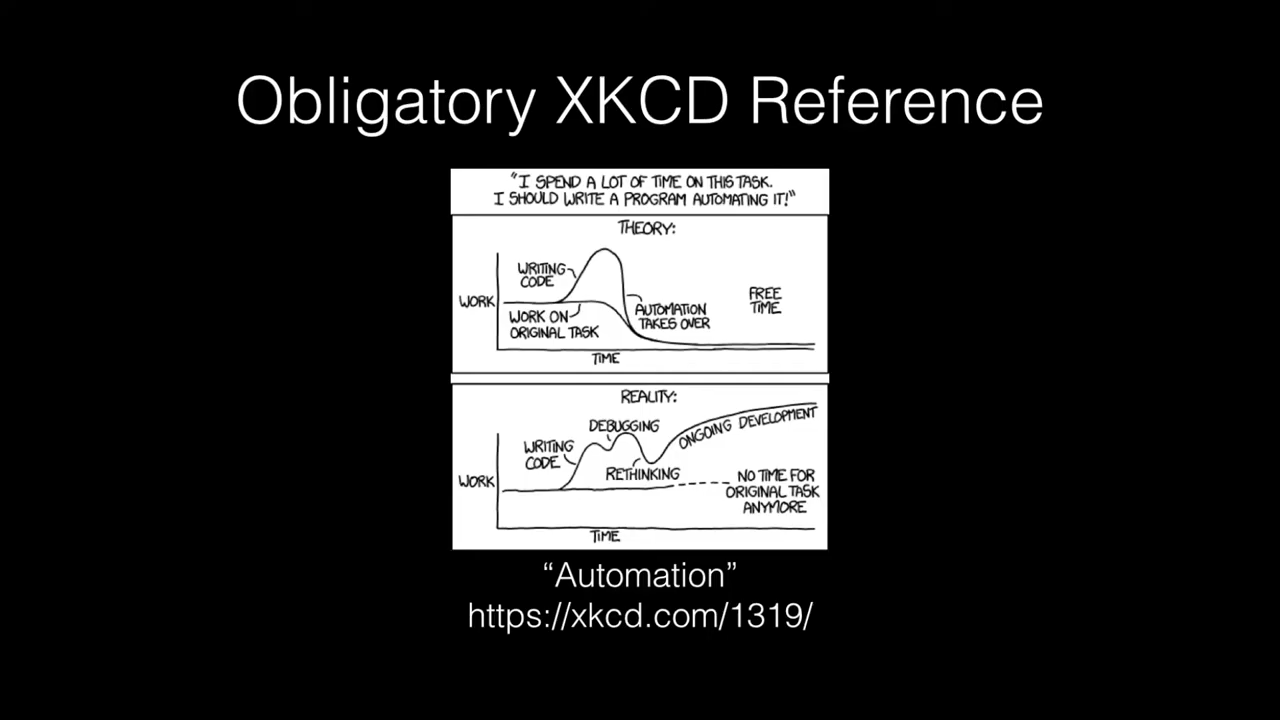 Obligatory XKCD Reference
"I SPEND A LOT OF TIME ON THIS TASK.
I SHOULD WRITE A PROGRAM AUTOMATING IT!"
THEORY:
WRITING
CODE
WORK
WORK ON
ORIGINAL TASK
AUTOMATION
TAKES OVER
FREE
TIME
TIME
REALITY:
WRITING
CODE
DEBUGGING
RETHINKING
ONGOING DEVELOPMENT
WORK
NO TIME FOR
ORIGINAL TASK
ANYMORE
TIME
“Automation”
https://xkcd.com/1319/